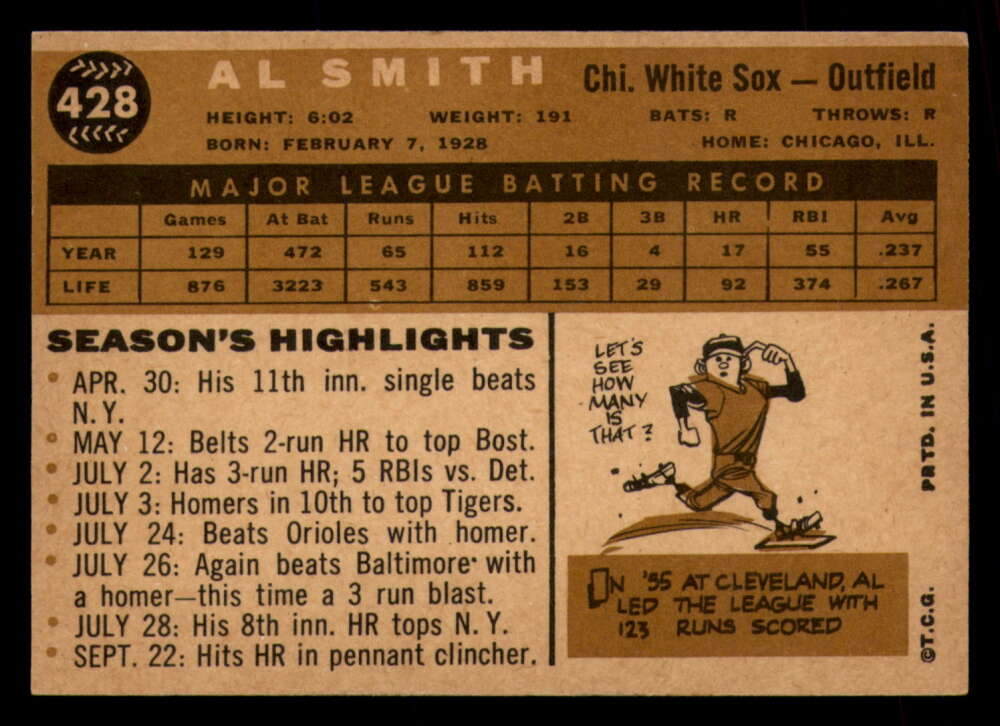 428
AL SMITH Chi. White Sox — Outfield
HEIGHT: 6:02 WEIGHT: 191 BATS: R THROWS: R
BORN: FEBRUARY 7, 1928 HOME: CHICAGO, ILL.
MAJOR LEAGUE BATTING RECORD
Games At Bat Runs Hits 2B 3B HR RBI Avg
YEAR 129 472 65 112 16 4 17 55 .237
LIFE 876 3223 543 859 153 29 92 374 .267
SEASON'S HIGHLIGHTS
• APR. 30: His 11th inn. single beats
N. Y.
• MAY 12: Belts 2-run HR to top Bost.
• JULY 2: Has 3-run HR; 5 RBIs vs. Det.
• JULY 3: Homers in 10th to top Tigers.
• JULY 24: Beats Orioles with homer.
• JULY 26: Again beats Baltimore with
a homer—this time a 3 run blast.
• JULY 28: His 8th inn. HR tops N. Y.
• SEPT. 22: Hits HR in pennant clincher.
LET'S
SEE
HOW
MANY
IS
THAT?
ON '55 AT CLEVELAND, AL
LED THE LEAGUE WITH
123 RUNS SCORED
PRTD. IN U.S.A.
©T.C.G.